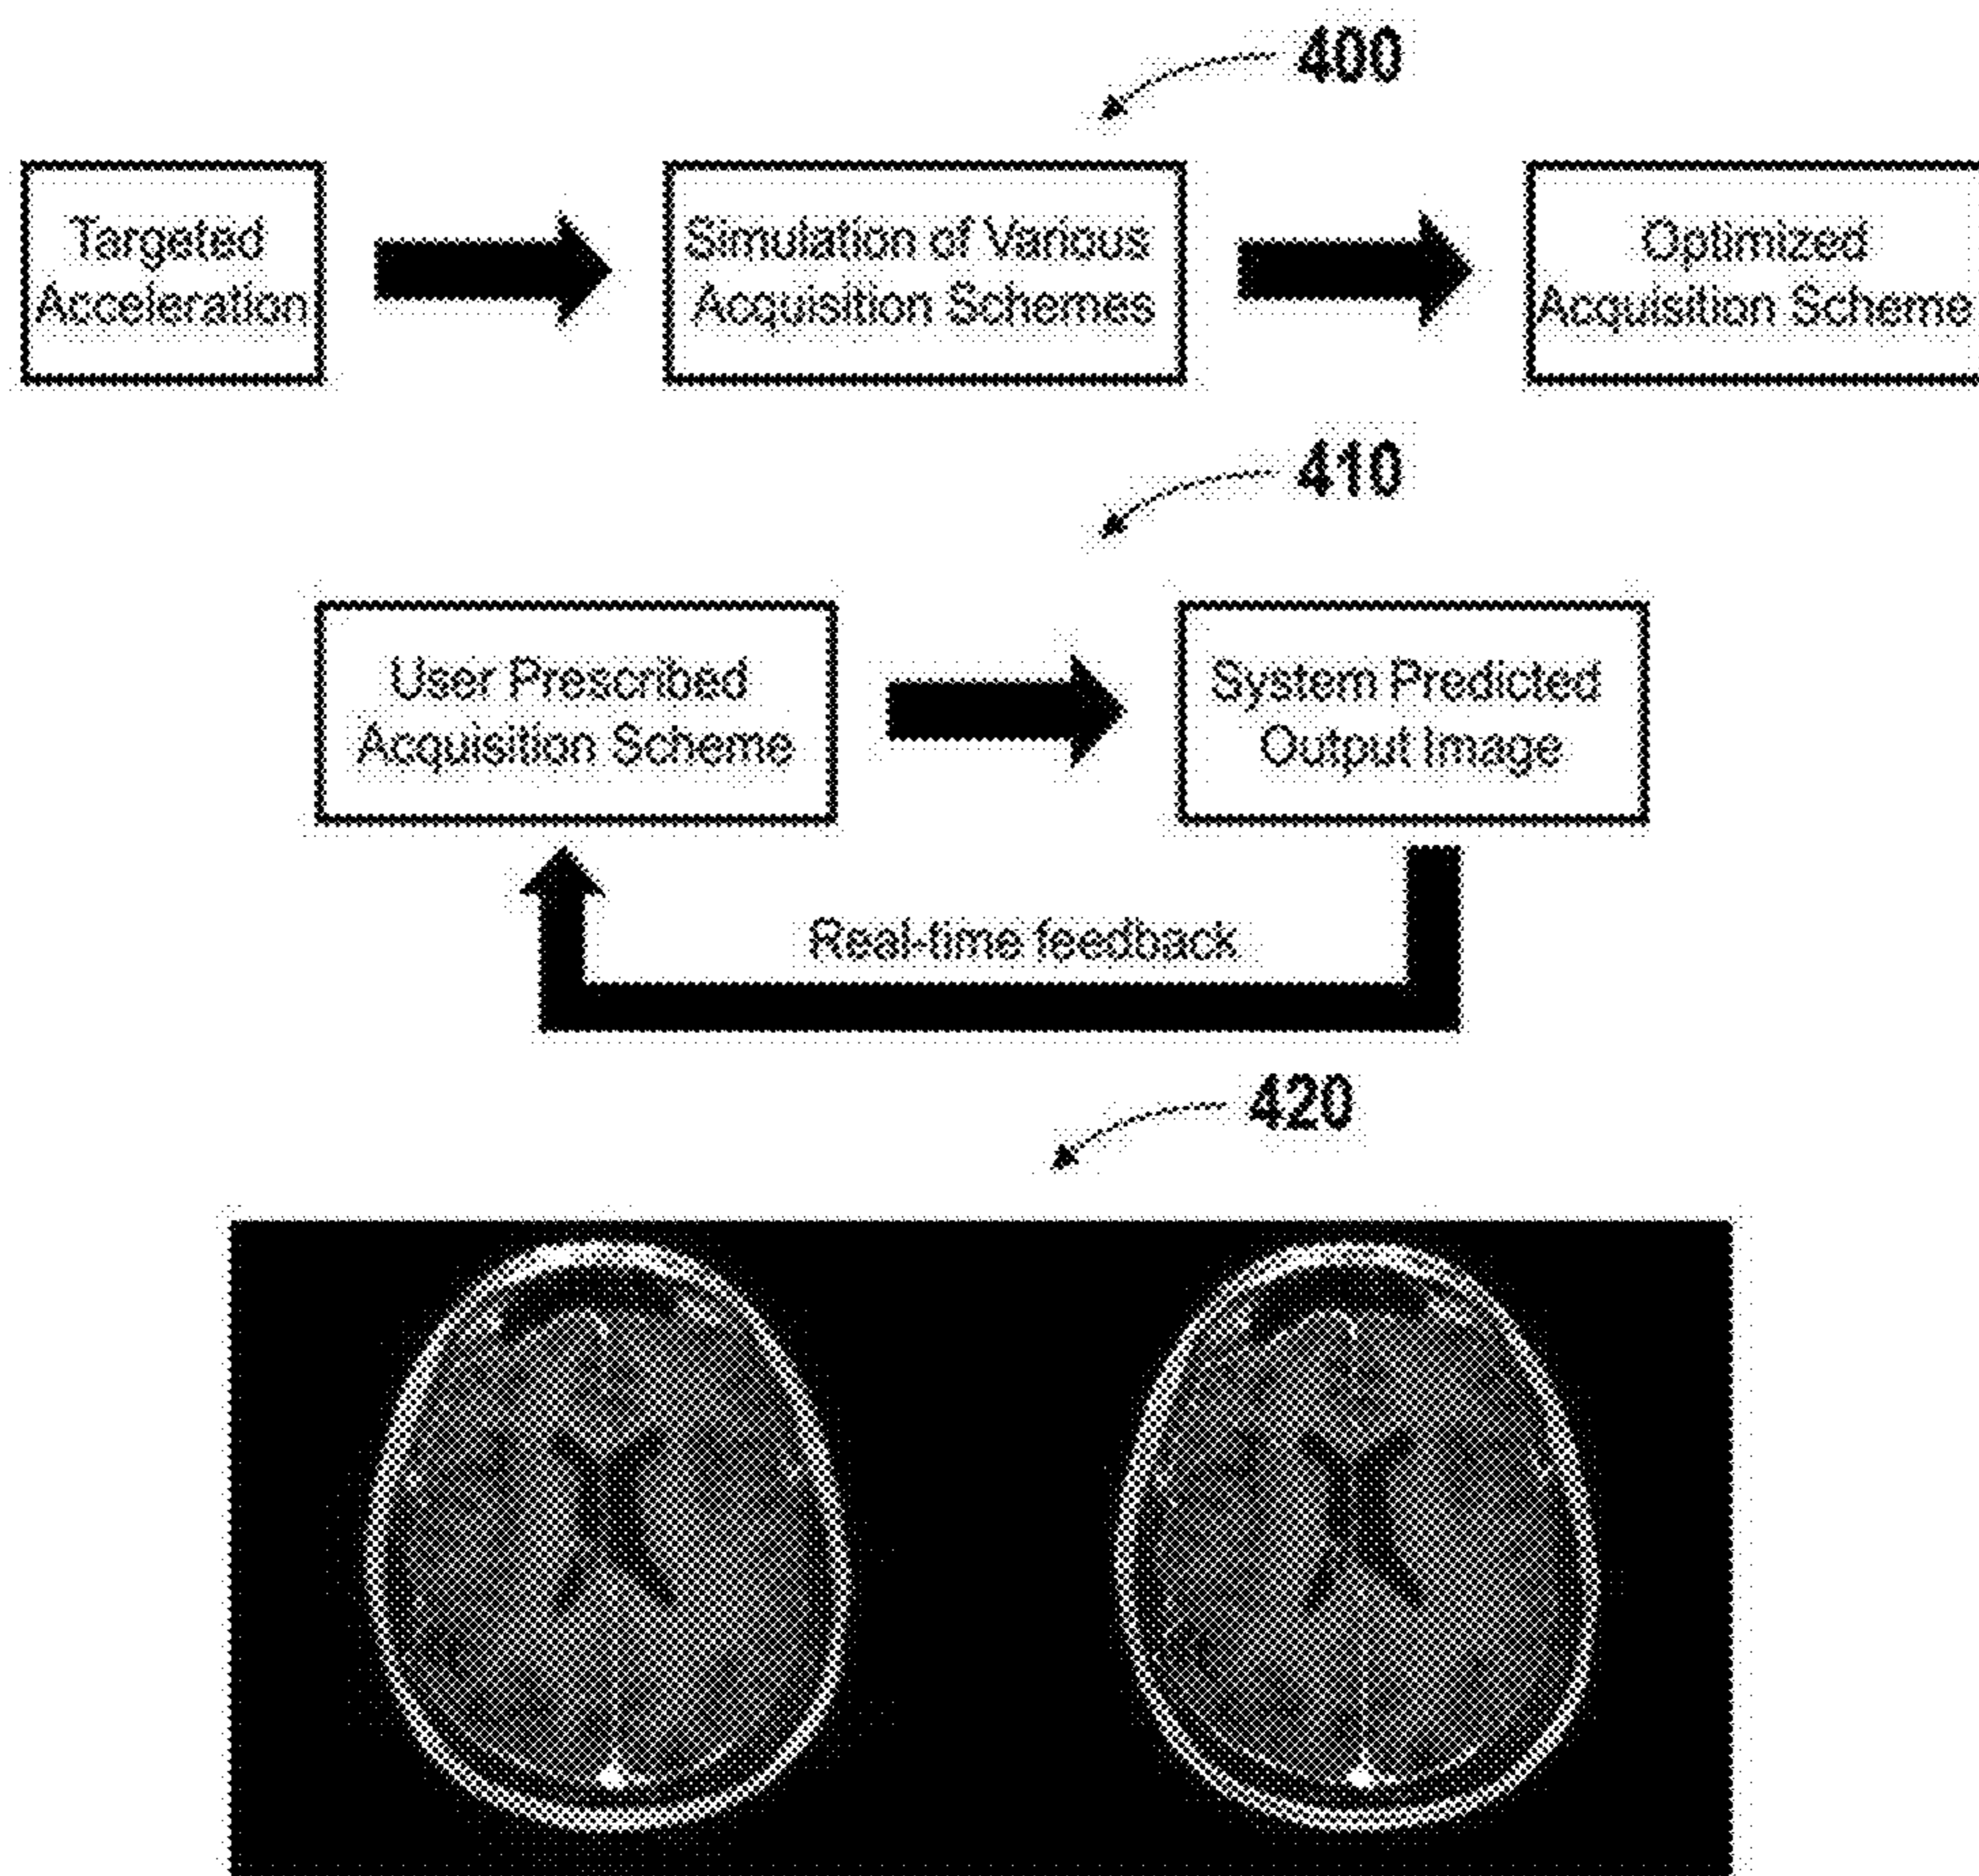 400
Targeted
Acceleration
Simulation of Various
Acquisition Schemes
Optimized
Acquisition Scheme
410
User Prescribed
Acquisition Scheme
System Predicted
Output Image
Real-time feedback
420